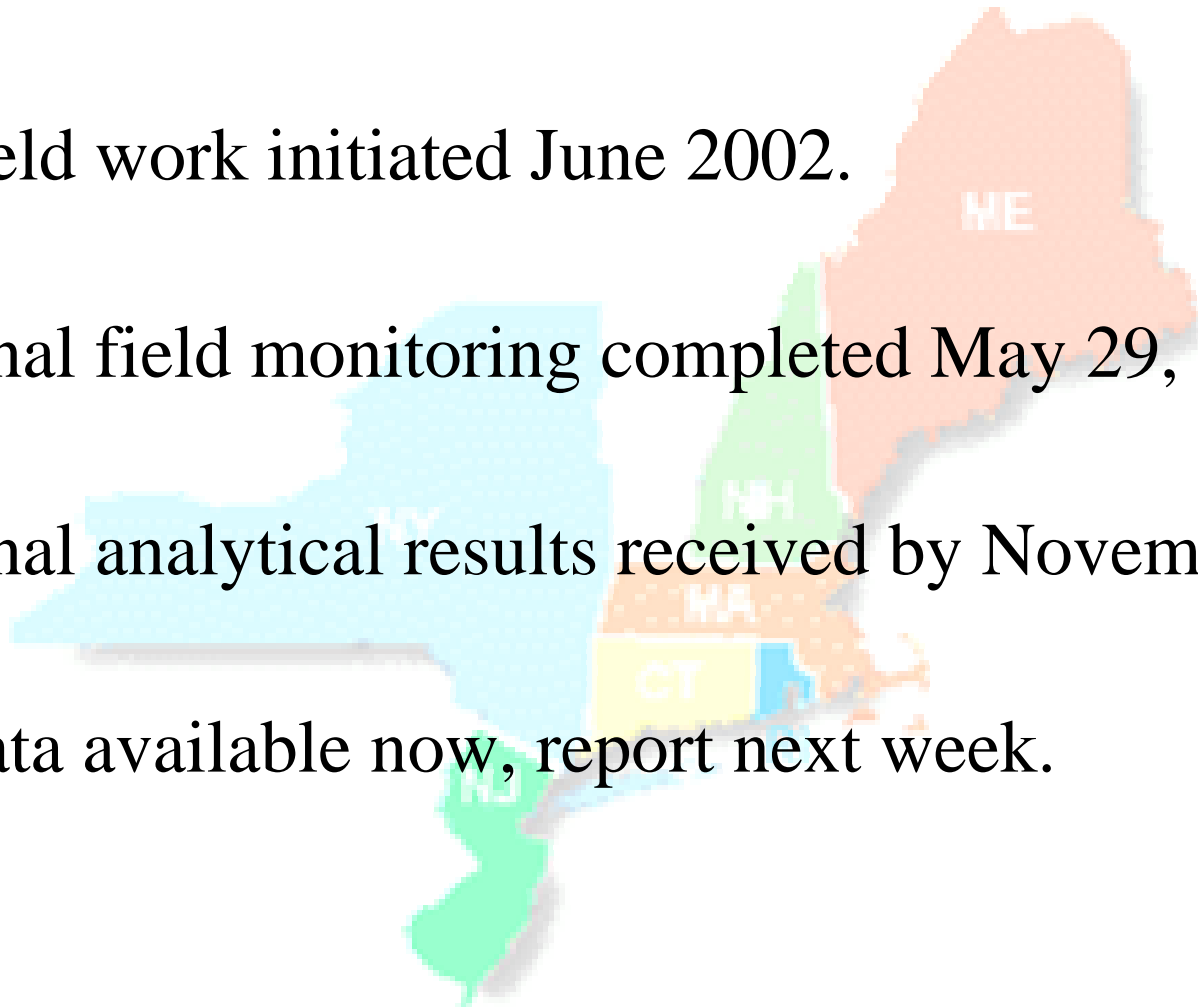 eld work initiated June 2002.
ME
nal field monitoring completed May 29,
NH
NY
nal analytical results received by Novem
MA
CT
ata available now, report next week.
NJ